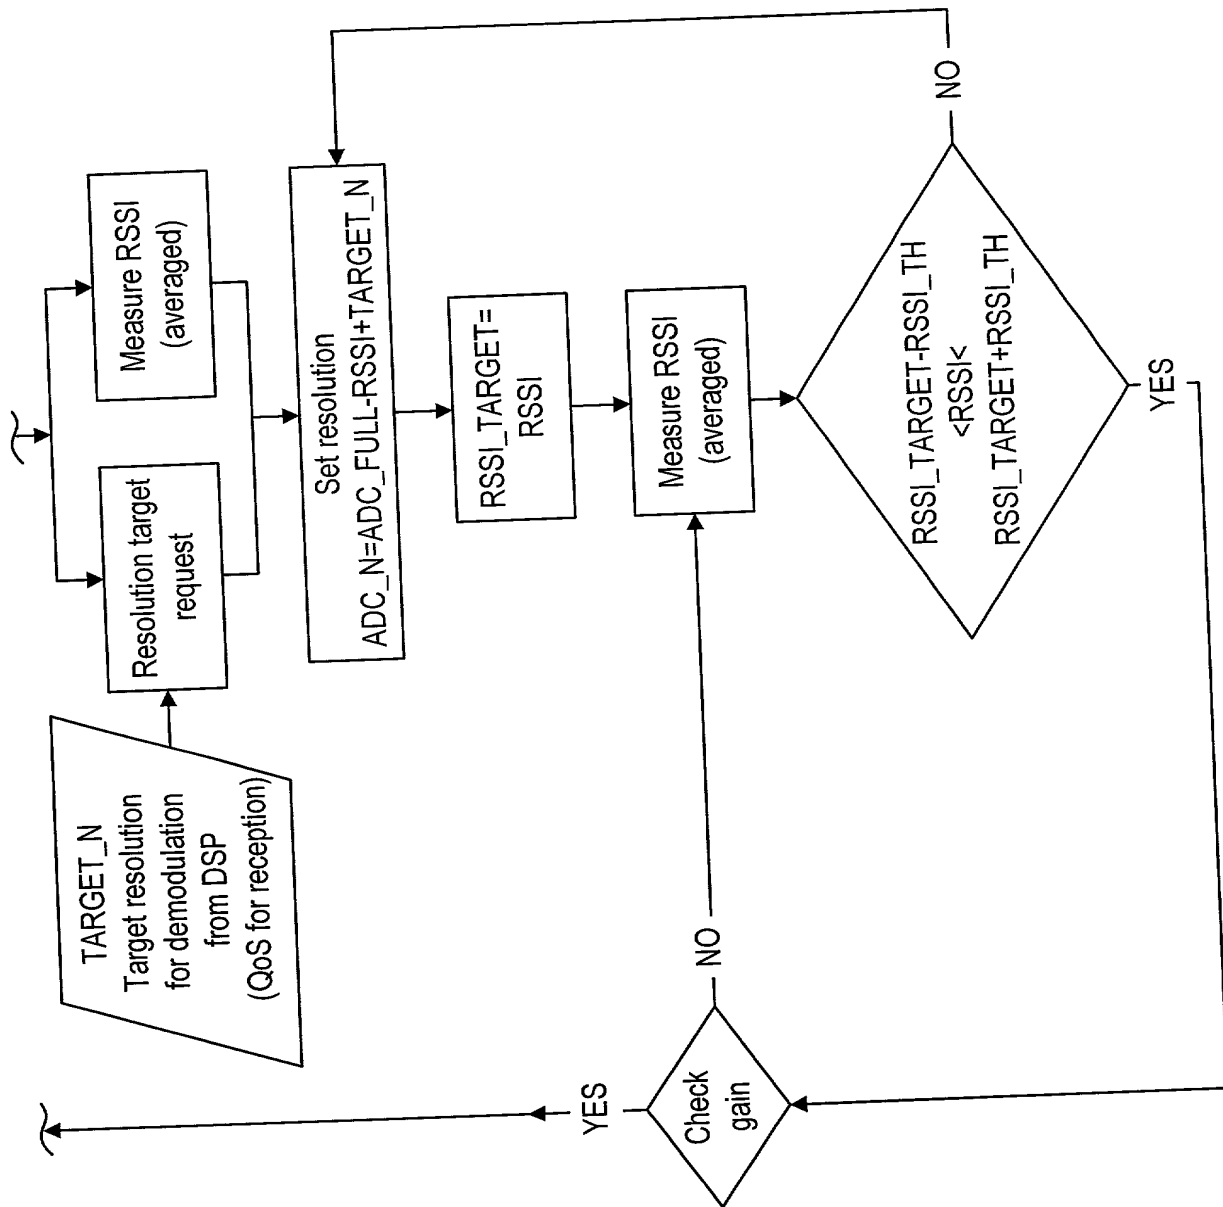 TARGET_N
Target resolution
for demodulation
from DSP
(QoS for reception)
Resolution target
request
Measure RSSI
(averaged)
Set resolution
ADC_N=ADC_FULL-RSSI+TARGET_N
RSSI_TARGET=
RSSI
Measure RSSI
(averaged)
RSSI_TARGET-RSSI_TH
<RSSI<
RSSI_TARGET+RSSI_TH
NO
YES
Check
gain
NO
YES